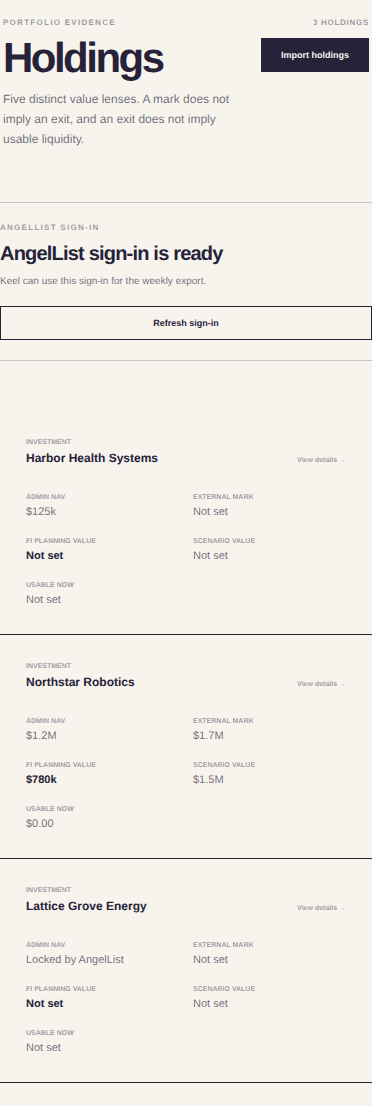 PORTFOLIO EVIDENCE
3 HOLDINGS
Holdings
Import holdings
Five distinct value lenses. A mark does not
imply an exit, and an exit does not imply
usable liquidity.
ANGELLIST SIGN-IN
AngelList sign-in is ready
Keel can use this sign-in for the weekly export.
Refresh sign-in
INVESTMENT
Harbor Health Systems
View details →
ADMIN NAV
EXTERNAL MARK
$125k
Not set
FI PLANNING VALUE
SCENARIO VALUE
Not set
Not set
USABLE NOW
Not set
INVESTMENT
Northstar Robotics
View details →
ADMIN NAV
EXTERNAL MARK
$1.2M
$1.7M
FI PLANNING VALUE
SCENARIO VALUE
$780k
$1.5M
USABLE NOW
$0.00
INVESTMENT
Lattice Grove Energy
View details →
ADMIN NAV
EXTERNAL MARK
Locked by AngelList
Not set
FI PLANNING VALUE
SCENARIO VALUE
Not set
Not set
USABLE NOW
Not set